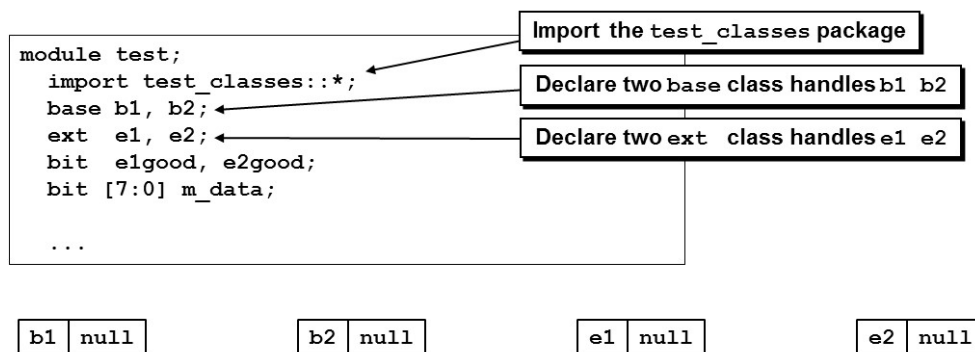 Import the test_classes package
module test;
import test_classes::*;
Declare two base class handles b1 b2
base b1, b2;
Declare two ext class handles e1 e2
ext e1, e2;
bit e1good, e2good;
bit [7:0] m_data;
...
b1 null b2 null e1 null e2 null